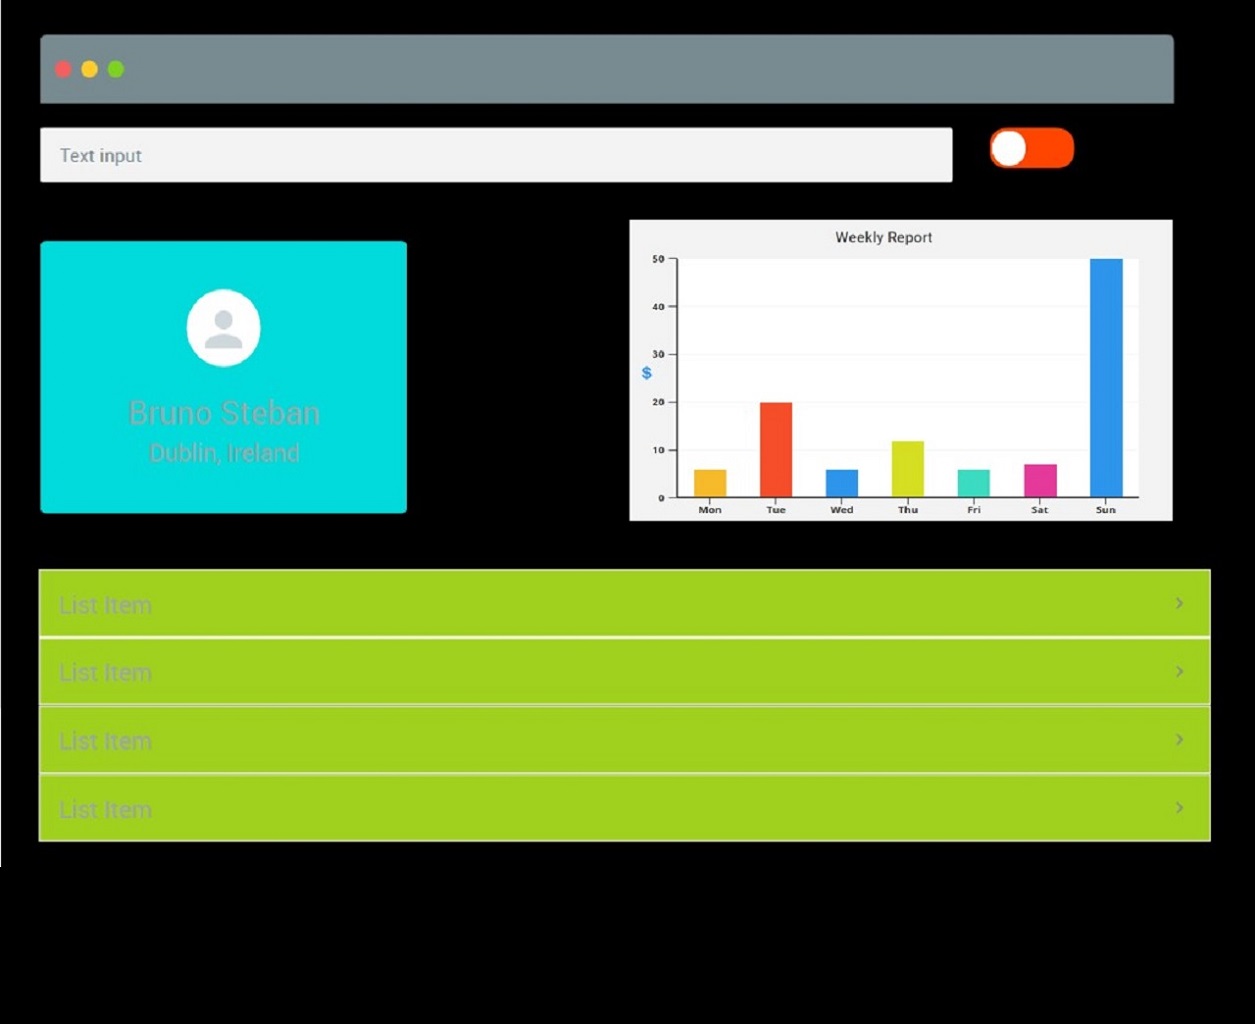 Text input
Weekly Report
50
40
30
$
20
10
0
Mon Tue Wed Thu Fri Sat Sun
Bruno Steban
Dublin, Ireland
List Item
List Item
List Item
List Item